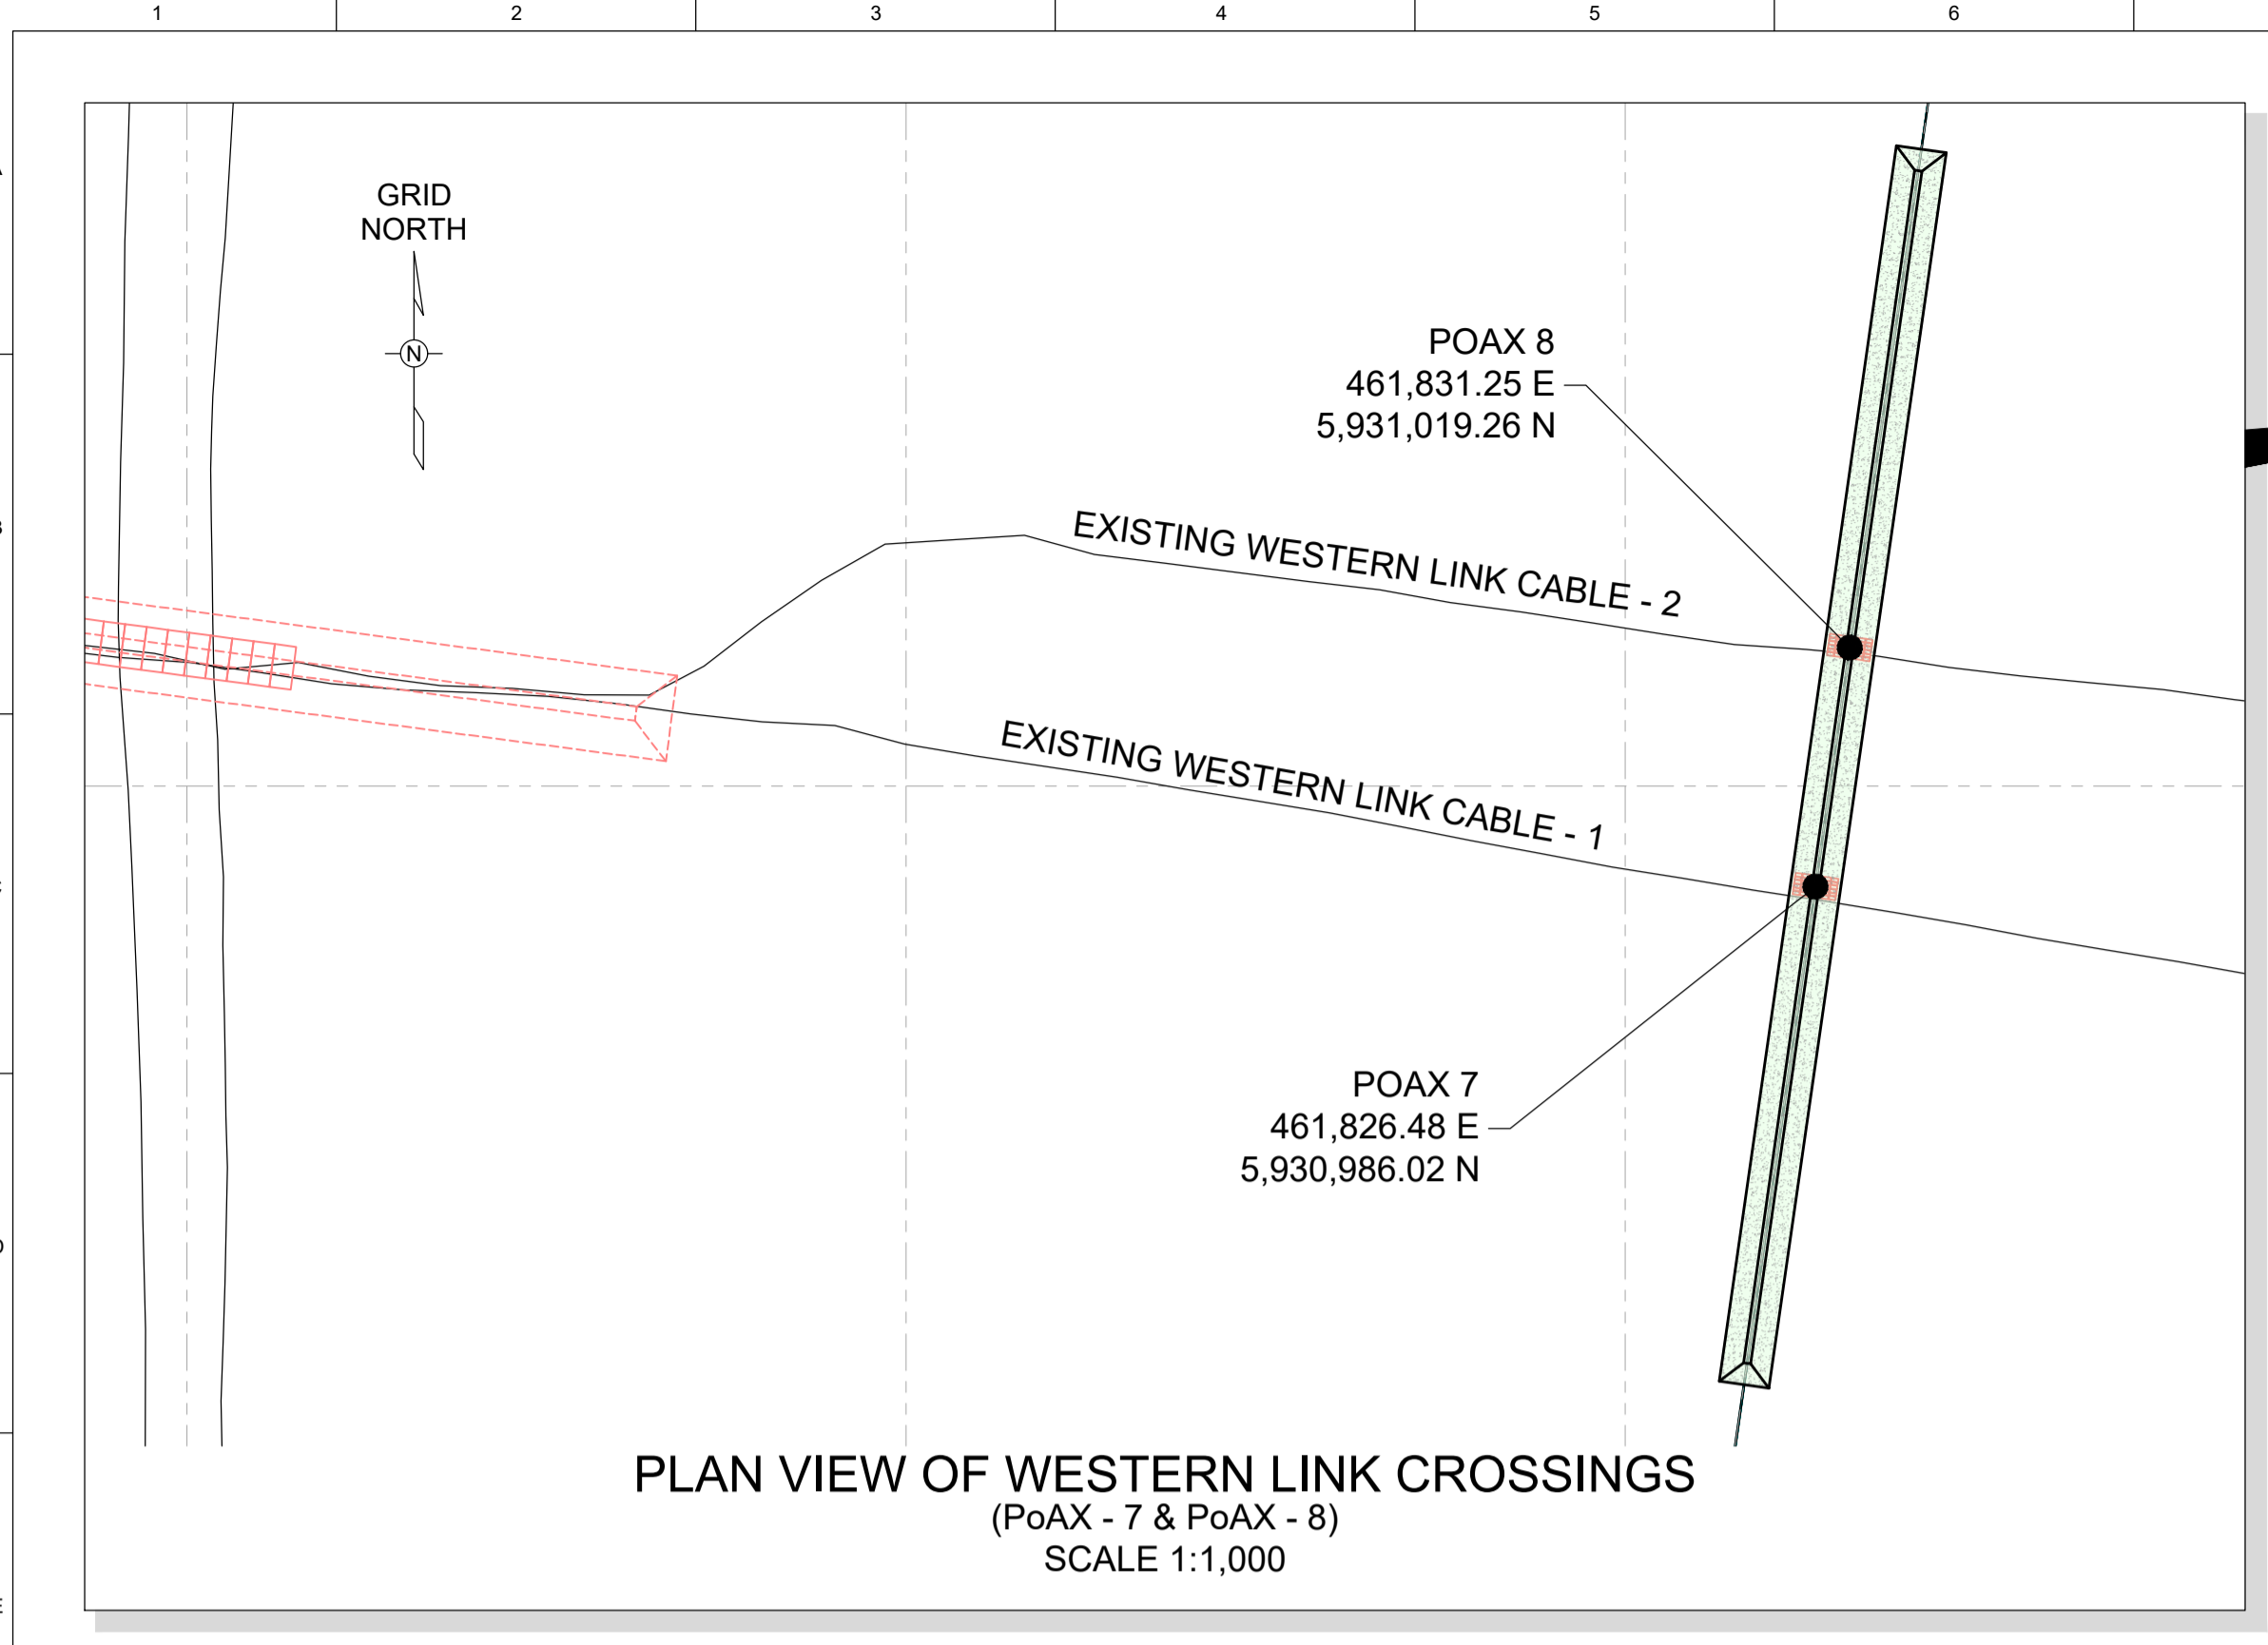 1 2 3 4 5 6
GRID
NORTH
N
POAX 8
461,831.25 E
5,931,019.26 N
EXISTING WESTERN LINK CABLE - 2
EXISTING WESTERN LINK CABLE - 1
POAX 7
461,826.48 E
5,930,986.02 N
PLAN VIEW OF WESTERN LINK CROSSINGS
(PoAX - 7 & PoAX - 8)
SCALE 1:1,000